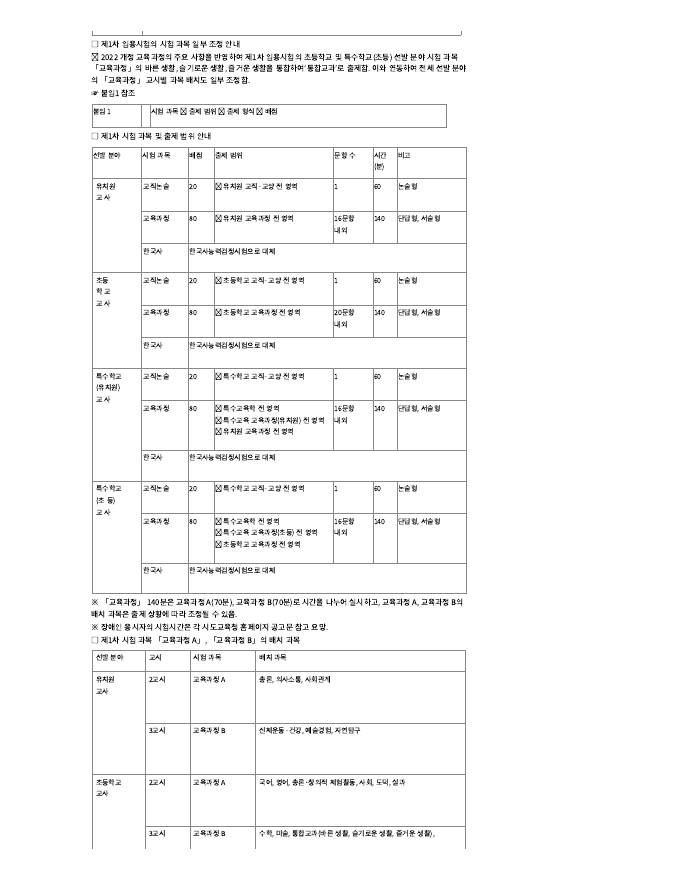 □ 제1차 임용시험의 시험 과목 일부 조정 안내
☒ 2022 개정 교육과정의 주요 사항을 반영하여 제1차 임용시험의 초등학교 및 특수학교(초등) 선발 분야 시험 과목
「교육과정」의 바른 생활, 슬기로운 생활, 즐거운 생활을 통합하여 '통합교과'로 출제함. 이와 연동하여 전체 선발 분야
의 「교육과정」 교시별 과목 배치도 일부 조정함.
☞ 붙임1 참조
붙임 1 시험 과목 ☒ 출제 범위 ☒ 출제 형식 ☒ 배점
□ 제1차 시험 과목 및 출제 범위 안내
선발 분야 시험 과목 배점 출제 범위 문항 수 시간 비고
(분)
유치원 교직논술 20 ☒ 유치원 교직·교양 전 영역 1 60 논술형
교사
교육과정 80 ☒ 유치원 교육과정 전 영역 16문항 140 단답형, 서술형
내외
한국사 한국사능력검정시험으로 대체
초등 교직논술 20 ☒ 초등학교 교직·교양 전 영역 1 60 논술형
학교
교사
교육과정 80 ☒ 초등학교 교육과정 전 영역 20문항 140 단답형, 서술형
내외
한국사 한국사능력검정시험으로 대체
특수학교 교직논술 20 ☒ 특수학교 교직·교양 전 영역 1 60 논술형
(유치원)
교사
교육과정 80 ☒ 특수교육학 전 영역 16문항 140 단답형, 서술형
☒ 특수교육 교육과정(유치원) 전 영역 내외
☒ 유치원 교육과정 전 영역
한국사 한국사능력검정시험으로 대체
특수학교 교직논술 20 ☒ 특수학교 교직·교양 전 영역 1 60 논술형
(초 등)
교사
교육과정 80 ☒ 특수교육학 전 영역 16문항 140 단답형, 서술형
☒ 특수교육 교육과정(초등) 전 영역 내외
☒ 초등학교 교육과정 전 영역
한국사 한국사능력검정시험으로 대체
※ 「교육과정」 140분은 교육과정 A(70분), 교육과정 B(70분)로 시간을 나누어 실시하고, 교육과정 A, 교육과정 B의
배치 과목은 출제 상황에 따라 조정될 수 있음.
※ 장애인 응시자의 시험시간은 각 시도교육청 홈페이지 공고문 참고 요망.
□ 제1차 시험 과목 「교육과정 A」, 「교육과정 B」의 배치 과목
선발 분야 교시 시험 과목 배치 과목
유치원 2교시 교육과정 A 총론, 의사소통, 사회관계
교사
3교시 교육과정 B 신체운동·건강, 예술경험, 자연탐구
초등학교 2교시 교육과정 A 국어, 영어, 총론·창의적 체험활동, 사회, 도덕, 실과
교사
3교시 교육과정 B 수학, 미술, 통합교과(바른 생활, 슬기로운 생활, 즐거운 생활),